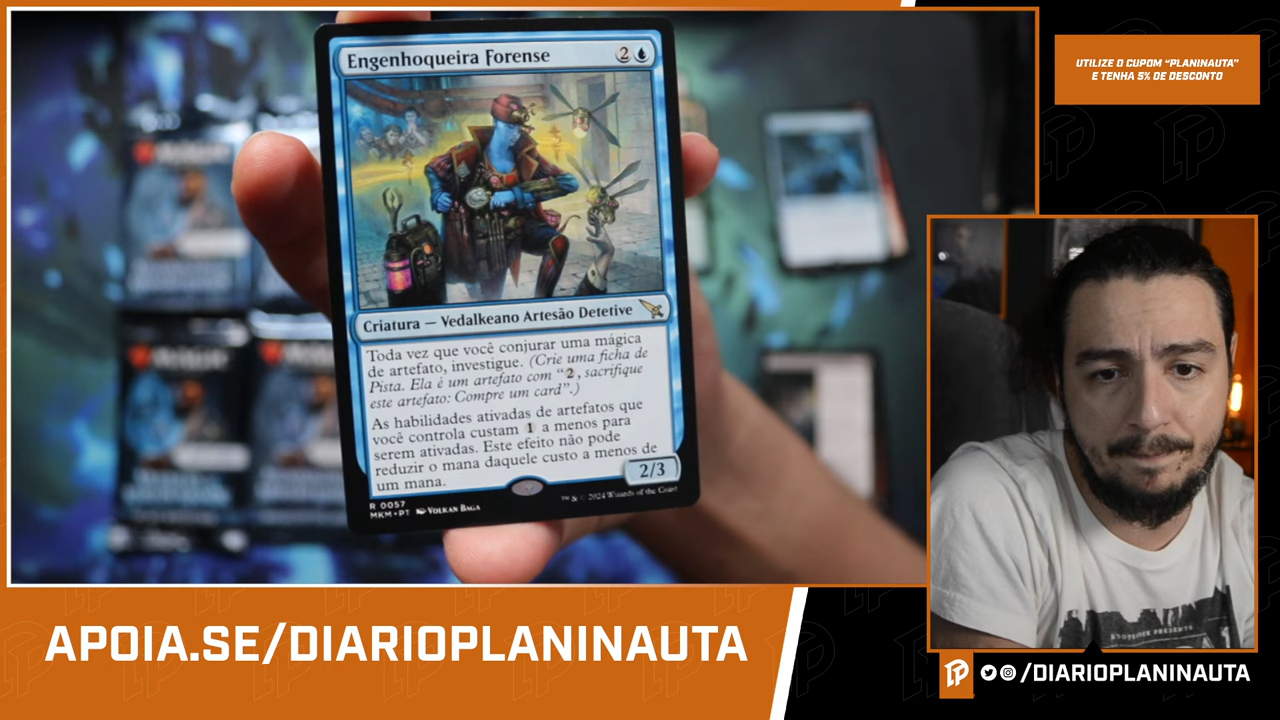 Engenhoqueira Forense 2
Criatura — Vedalkeano Artesão Detetive
Toda vez que você conjurar uma mágica
de artefato, investigue. (Crie uma ficha de
Pista. Ela é um artefato com “2, sacrifique
este artefato: Compre um card”.)
As habilidades ativadas de artefatos que
você controla custam 1 a menos para
serem ativadas. Este efeito não pode
reduzir o mana daquele custo a menos de
um mana.
2/3
R 0057
MKM • PT VOLKAN BAGA
™ & © 2024 Wizards of the Coast
UTILIZE O CUPOM “PLANINAUTA”
E TENHA 5% DE DESCONTO
APOIA.SE/DIARIOPLANINAUTA
/DIARIOPLANINAUTA